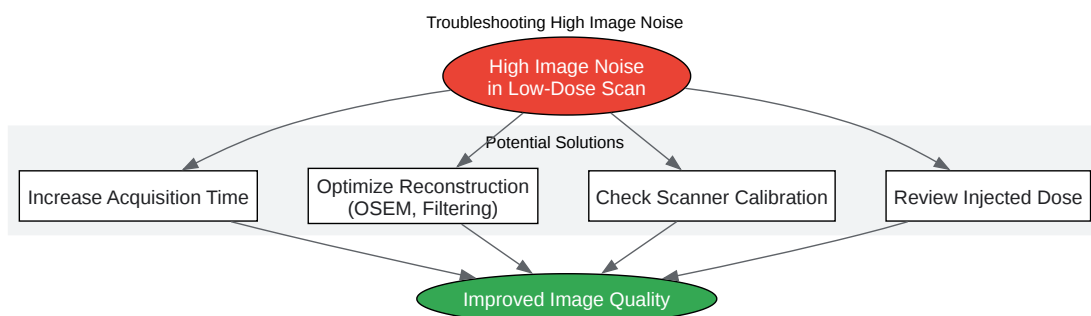 Troubleshooting High Image Noise
High Image Noise
in Low-Dose Scan
Potential Solutions
Increase Acquisition Time
Optimize Reconstruction
(OSEM, Filtering)
Check Scanner Calibration
Review Injected Dose
Improved Image Quality